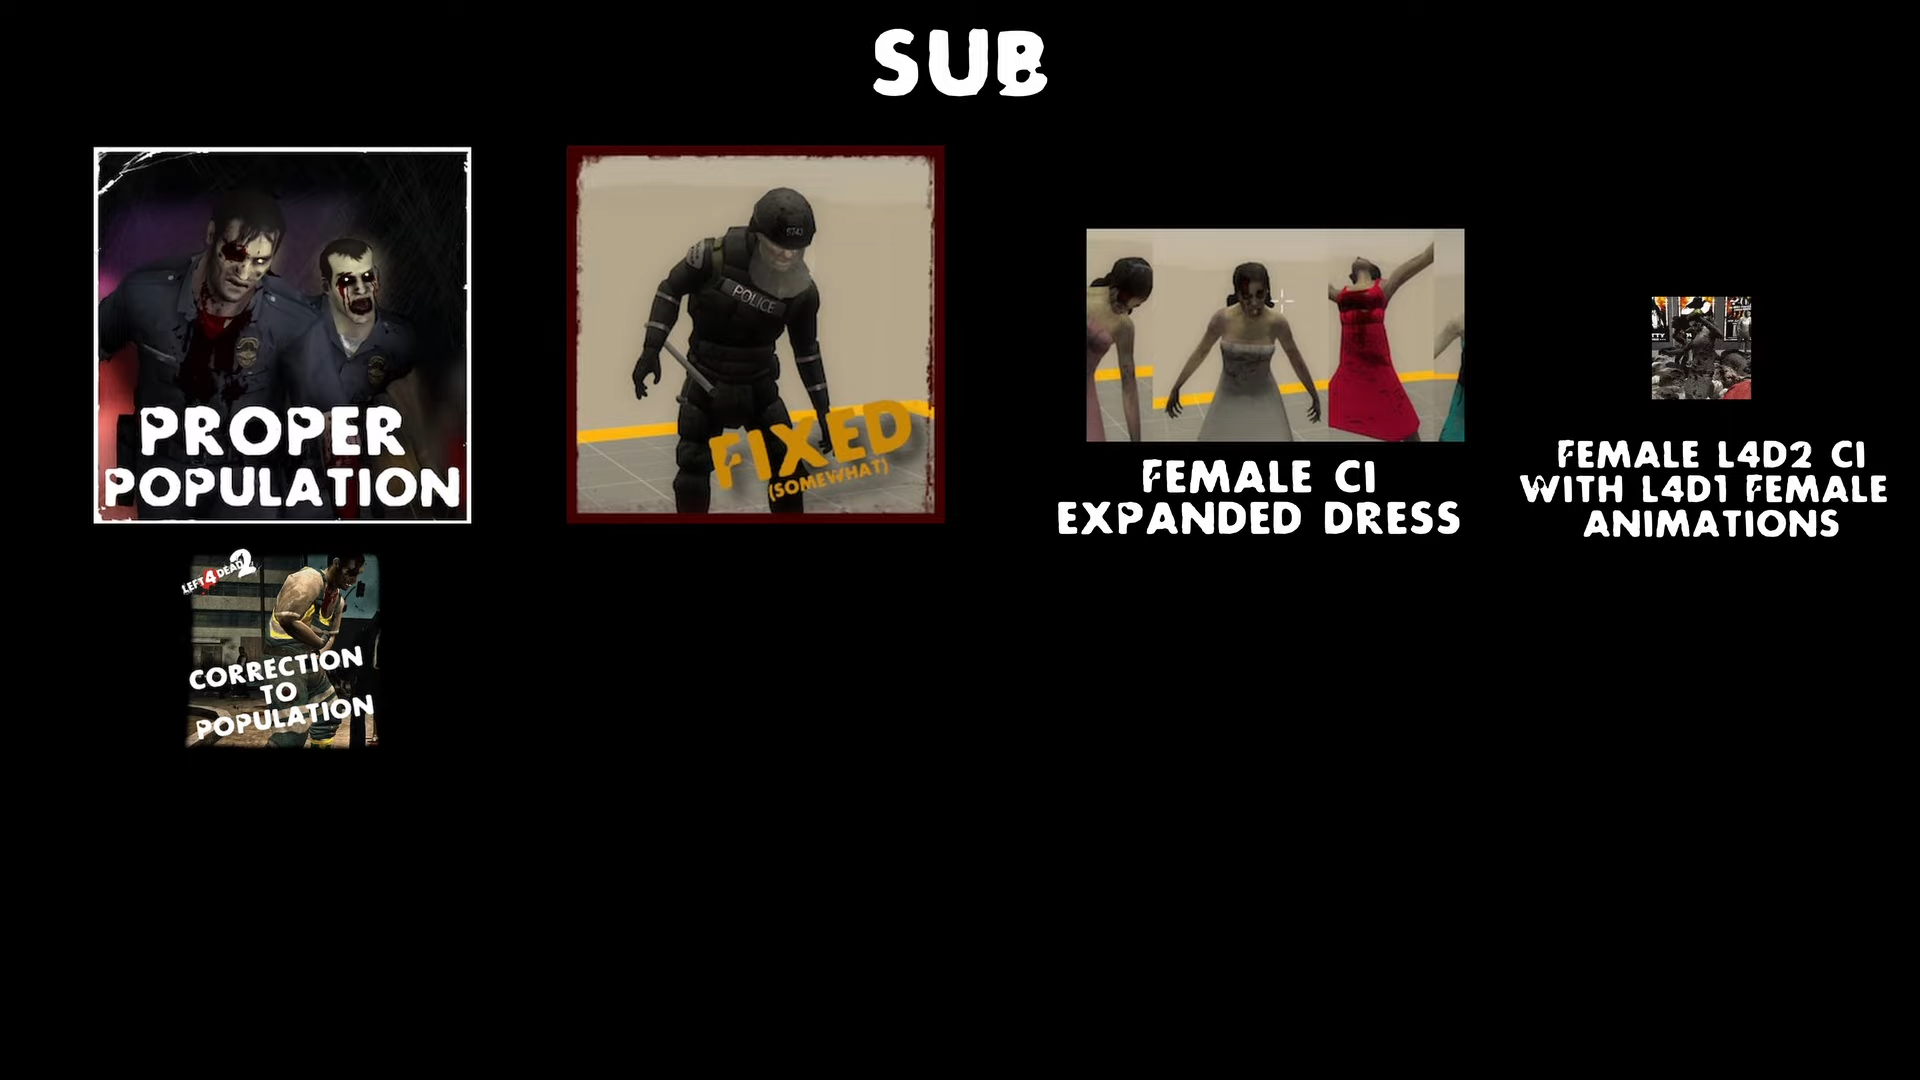 SUB
PROPER
POPULATION
POLICE
FIXED
(SOMEWHAT)
FEMALE CI
EXPANDED DRESS
FEMALE L4D2 CI
WITH L4D1 FEMALE
ANIMATIONS
LEFT 4 DEAD 2
CORRECTION
TO
POPULATION